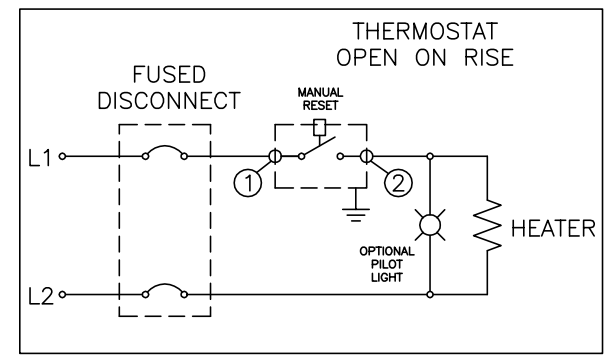 THERMOSTAT
OPEN ON RISE
FUSED
DISCONNECT
MANUAL
RESET
L1
1
2
OPTIONAL
PILOT
LIGHT
HEATER
L2